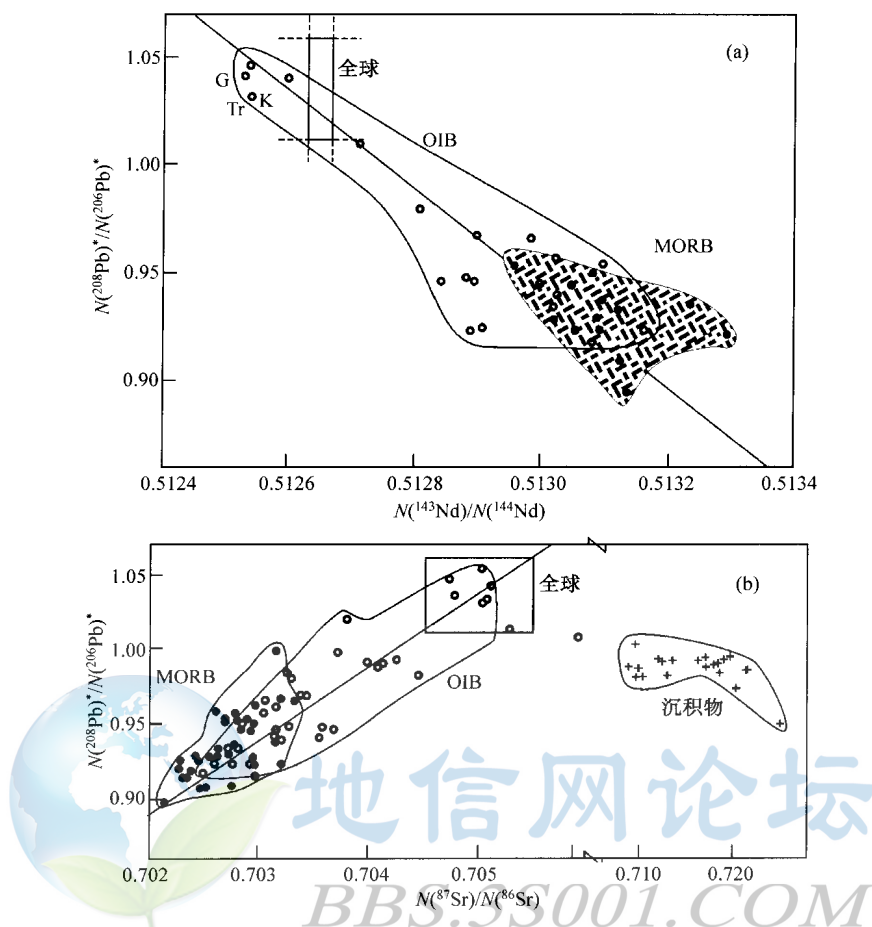 (a)
1.05
全球
G
K
Tr
OIB
1.00
MORB
0.95
0.90
N(²⁰⁸Pb)*/N(²⁰⁶Pb)*
0.5124 0.5126 0.5128 0.5130 0.5132 0.5134
N(¹⁴³Nd)/N(¹⁴⁴Nd)
(b)
1.05
全球
1.00
MORB
OIB
沉积物
0.95
0.90
N(²⁰⁸Pb)*/N(²⁰⁶Pb)*
地信网论坛
0.702 0.703 0.704 0.705 0.710 0.720
N(⁸⁷Sr)/N(⁸⁶Sr)
BBS.3S001.COM